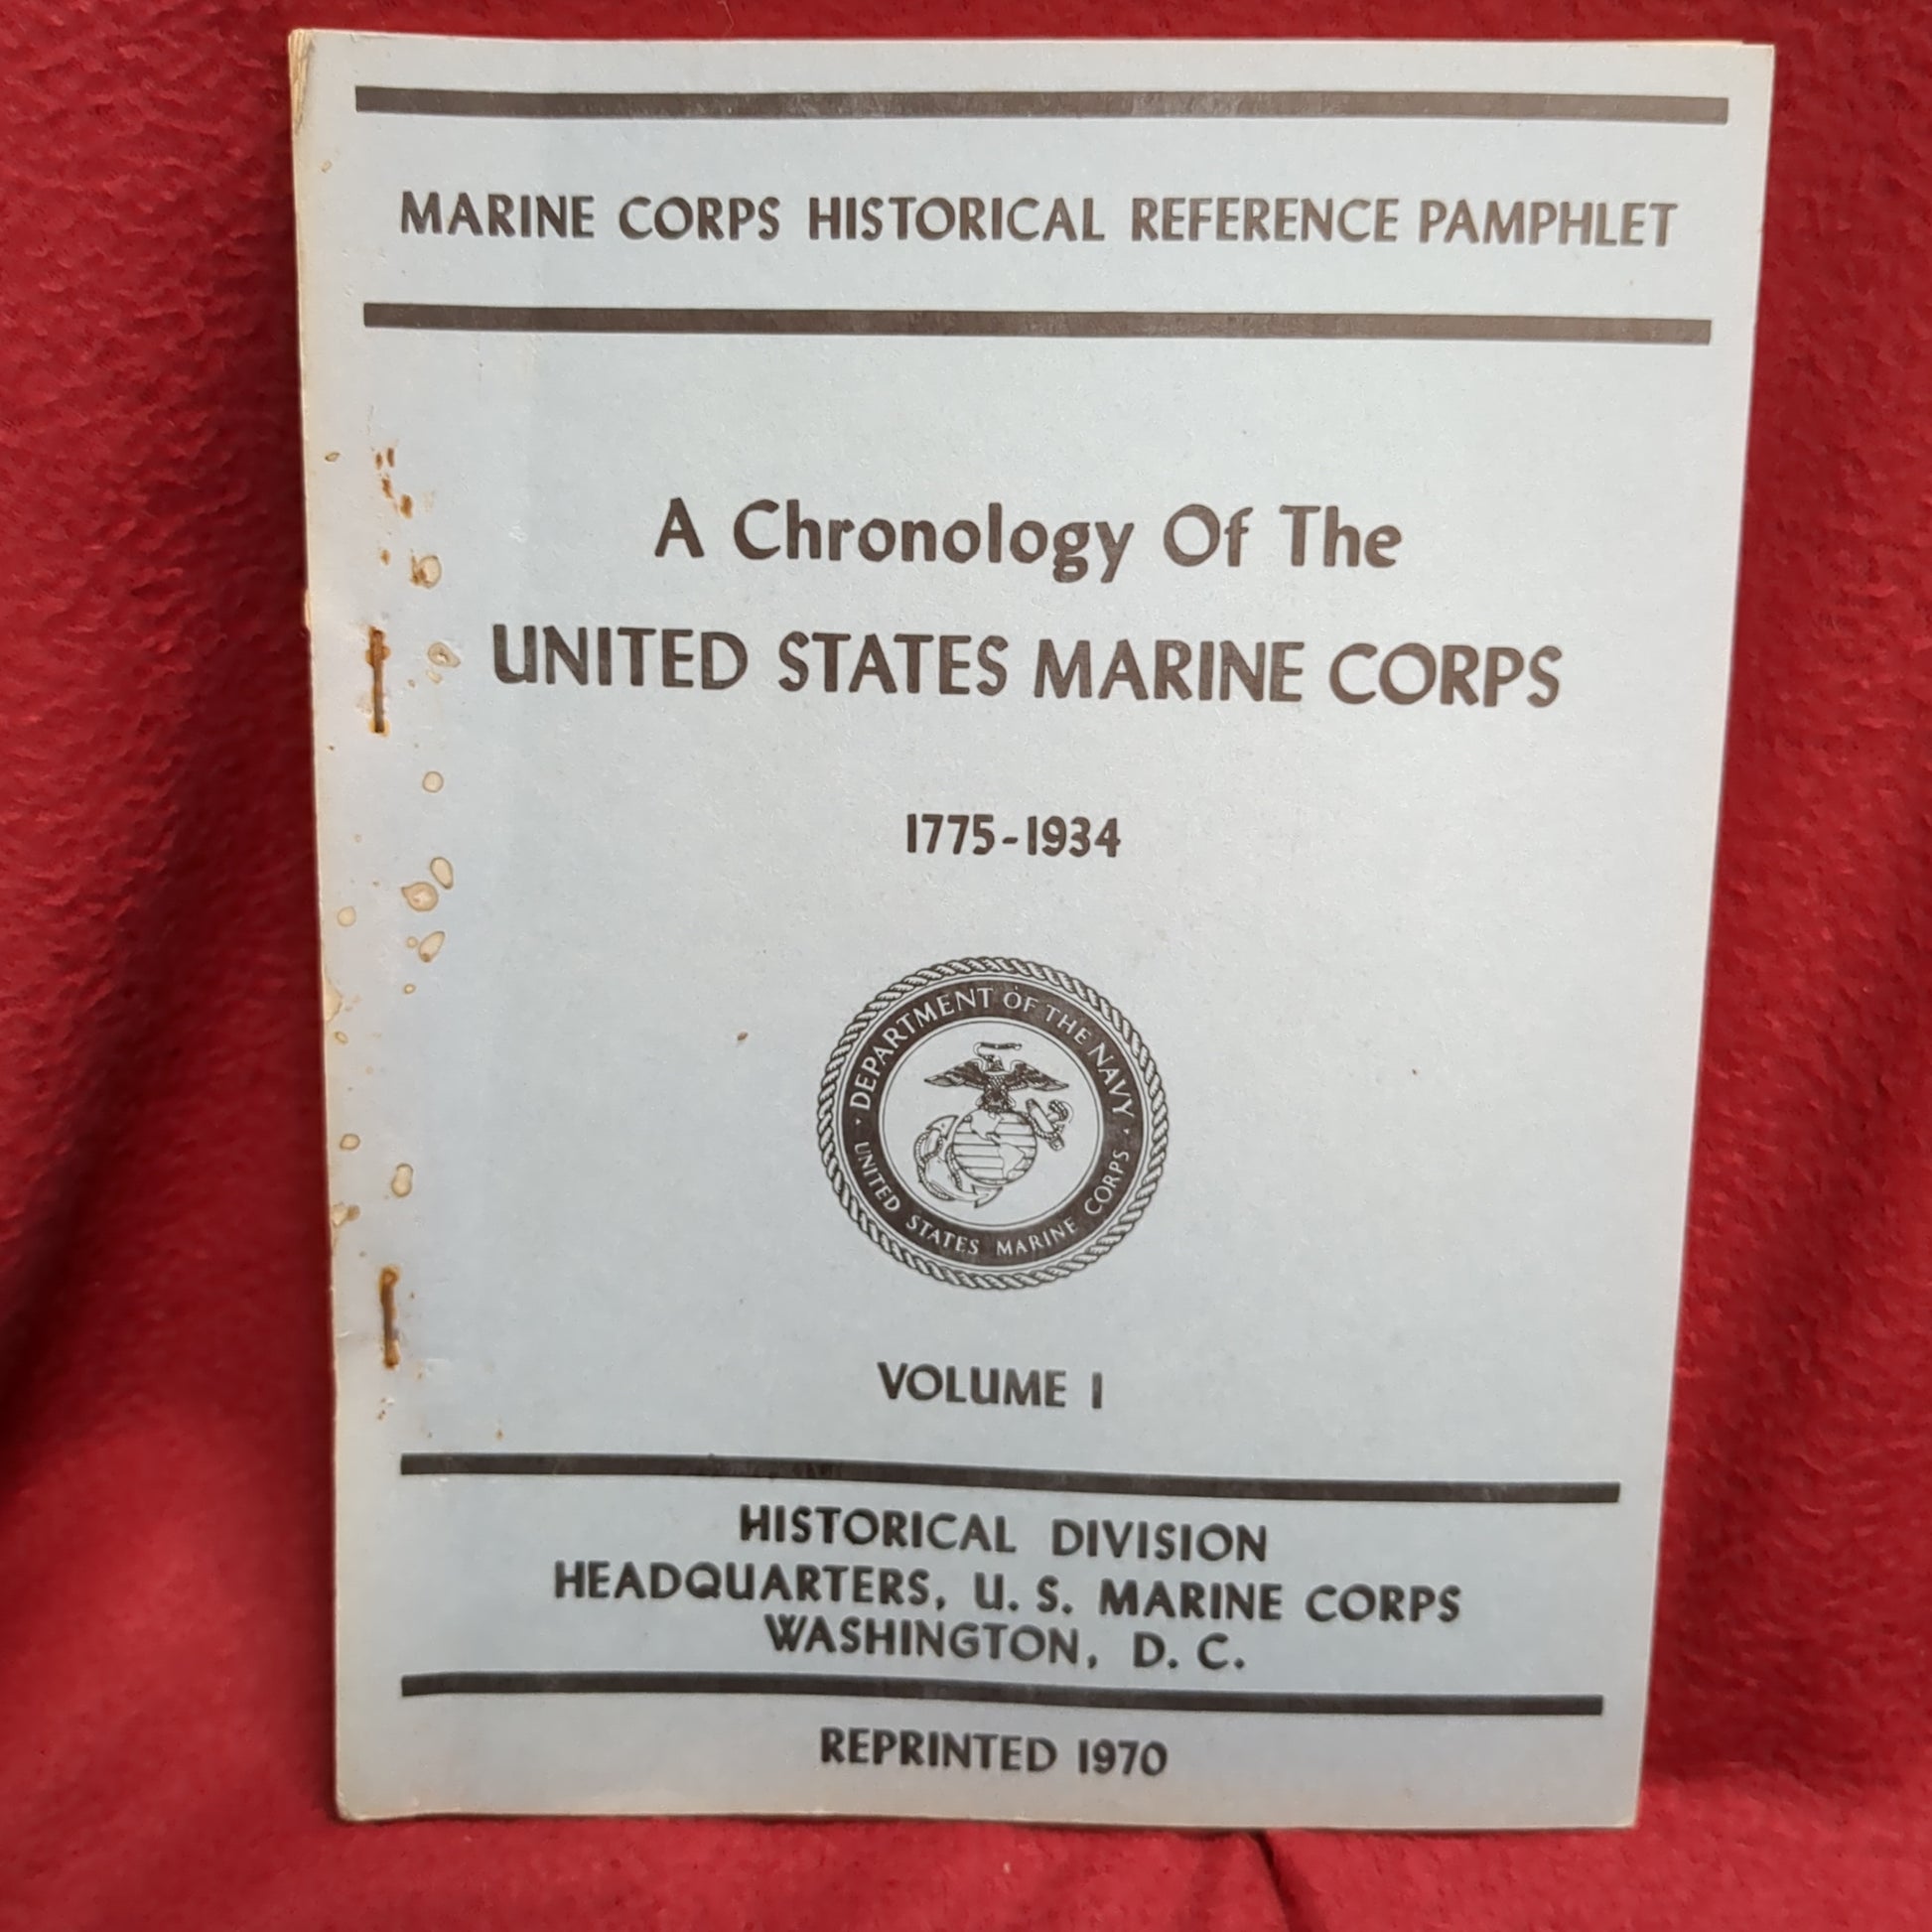 MARINE CORPS HISTORICAL REFERENCE PAMPHLET
A Chronology Of The
UNITED STATES MARINE CORPS
1775-1934
DEPARTMENT OF THE NAVY
UNITED STATES MARINE CORPS
VOLUME I
HISTORICAL DIVISION
HEADQUARTERS, U. S. MARINE CORPS
WASHINGTON, D. C.
REPRINTED 1970